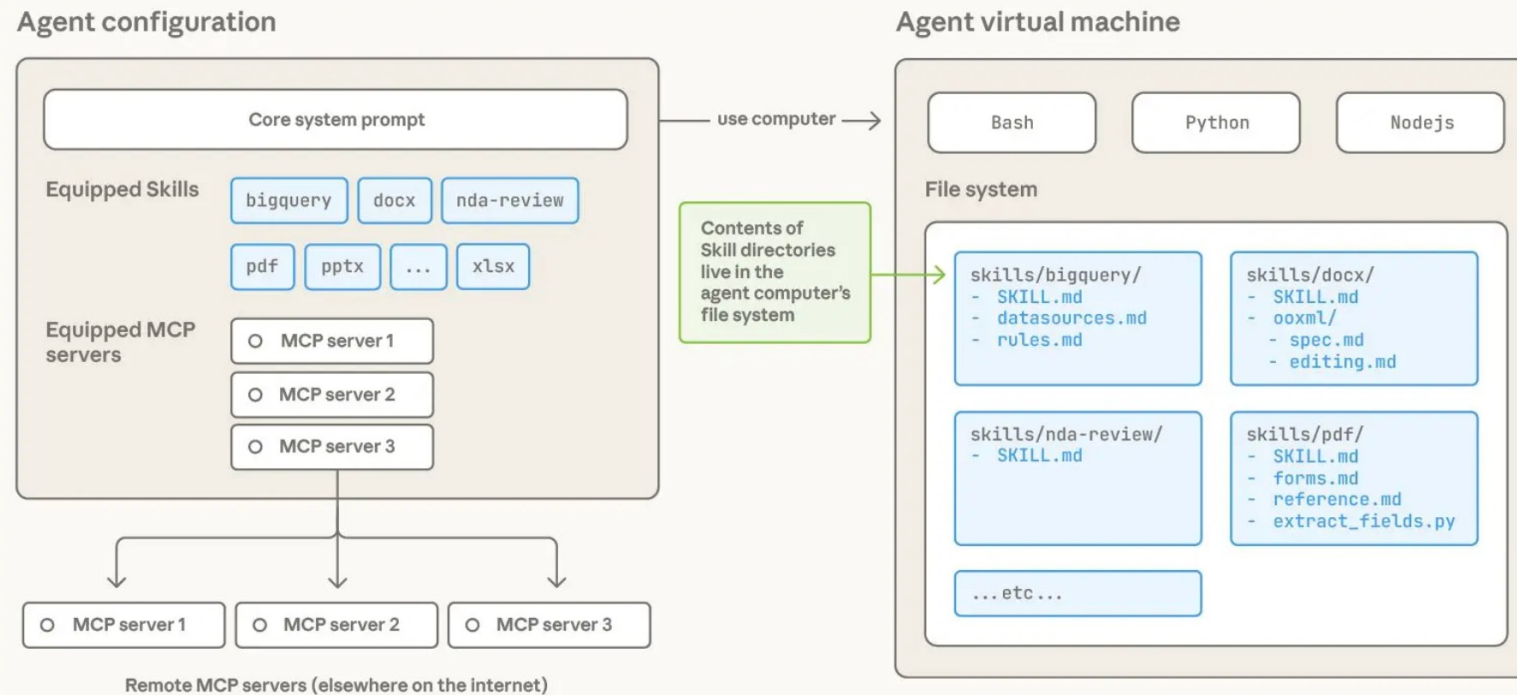 Agent configuration
Core system prompt
Equipped Skills
bigquery
docx
nda-review
pdf
pptx
...
xlsx
Equipped MCP
servers
MCP server 1
MCP server 2
MCP server 3
MCP server 1
MCP server 2
MCP server 3
Remote MCP servers (elsewhere on the internet)
use computer
Contents of
Skill directories
live in the
agent computer's
file system
Agent virtual machine
Bash
Python
Nodejs
File system
skills/bigquery/
- SKILL.md
- datasources.md
- rules.md
skills/docx/
- SKILL.md
- ooxml/
- spec.md
- editing.md
skills/nda-review/
- SKILL.md
skills/pdf/
- SKILL.md
- forms.md
- reference.md
- extract_fields.py
...etc...